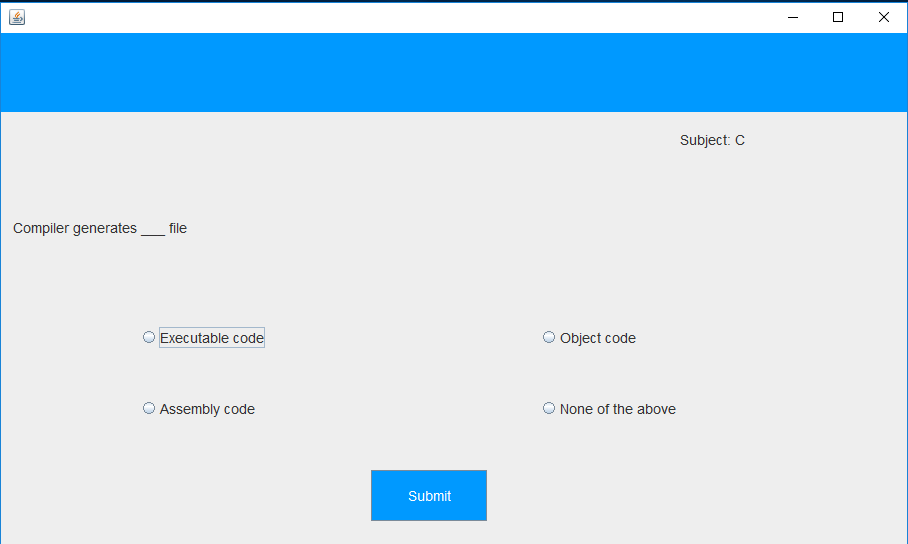 Subject: C
Compiler generates ___ file
Executable code
Object code
Assembly code
None of the above
Submit